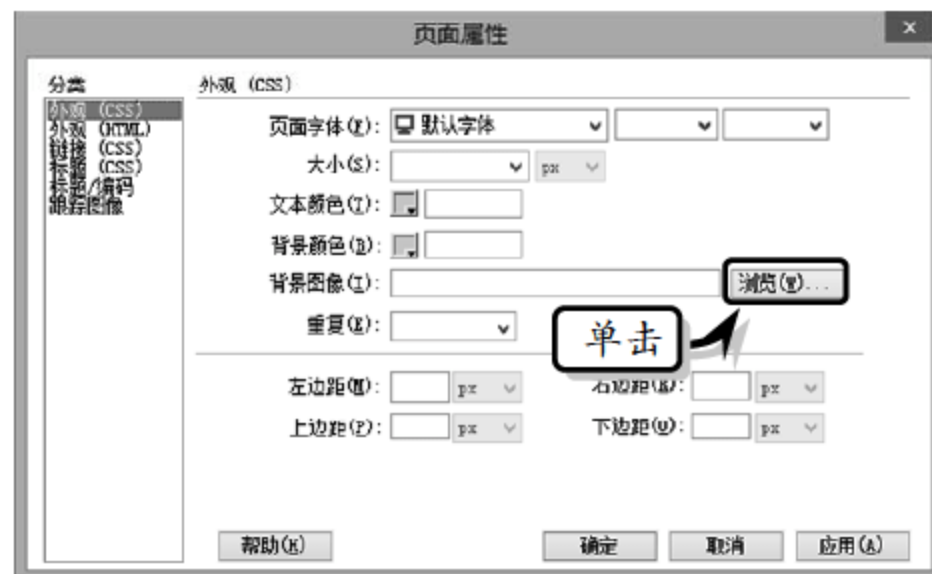 页面属性
分类
外观 (CSS)
外观 (HTML)
链接 (CSS)
标题 (CSS)
标题/编码
跟踪图像
外观 (CSS)
页面字体(F): 默认字体
大小(S): px
文本颜色(T):
背景颜色(B):
背景图像(I): 浏览(W)...
重复(E):
单击
左边距(M): px 右边距(R): px
上边距(P): px 下边距(U): px
帮助(H) 确定 取消 应用(A)